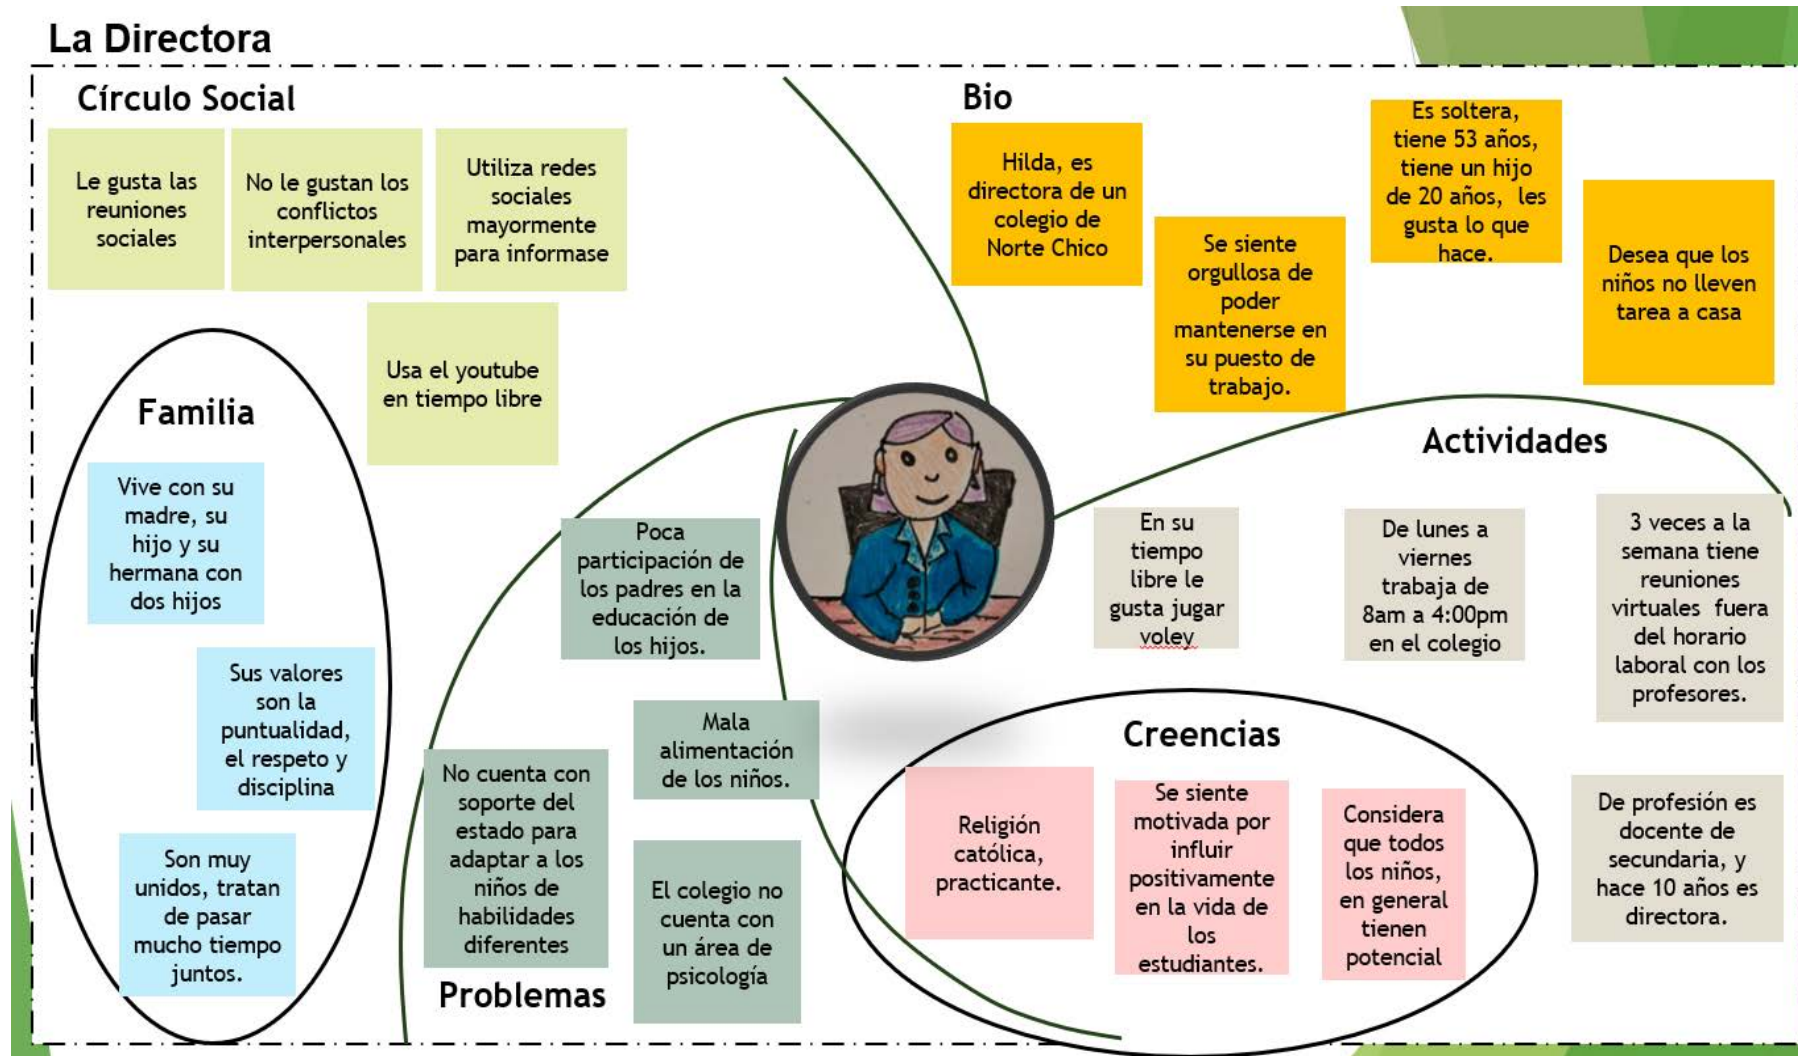 La Directora
Círculo Social
Le gusta las
reuniones
sociales
No le gustan los
conflictos
interpersonales
Utiliza redes
sociales
mayormente
para informase
Usa el youtube
en tiempo libre
Familia
Vive con su
madre, su
hijo y su
hermana con
dos hijos
Sus valores
son la
puntualidad,
el respeto y
disciplina
Son muy
unidos, tratan
de pasar
mucho tiempo
juntos.
Bio
Hilda, es
directora de un
colegio de
Norte Chico
Se siente
orgullosa de
poder
mantenerse en
su puesto de
trabajo.
Es soltera,
tiene 53 años,
tiene un hijo
de 20 años,  les
gusta lo que
hace.
Desea que los
niños no lleven
tarea a casa
Actividades
En su
tiempo
libre le
gusta jugar
voley
De lunes a
viernes
trabaja de
8am a 4:00pm
en el colegio
3 veces a la
semana tiene
reuniones
virtuales  fuera
del horario
laboral con los
profesores.
De profesión es
docente de
secundaria, y
hace 10 años es
directora.
Poca
participación de
los padres en la
educación de
los hijos.
Mala
alimentación
de los niños.
No cuenta con
soporte del
estado para
adaptar a los
niños de
habilidades
diferentes
El colegio no
cuenta con
un área de
psicología
Problemas
Creencias
Religión
católica,
practicante.
Se siente
motivada por
influir
positivamente
en la vida de
los
estudiantes.
Considera
que todos
los niños,
en general
tienen
potencial